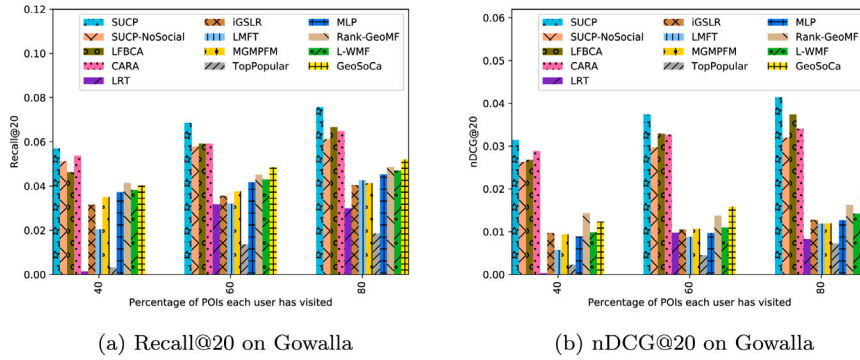 0.12
0.10
0.08
0.06
0.04
0.02
0.00
Recall@20
SUCP
SUCP-NoSocial
LFBCA
CARA
LRT
iGSLR
LMFT
MGMPFM
TopPopular
MLP
Rank-GeoMF
L-WMF
GeoSoCa
40
60
80
Percentage of POIs each user has visited
(a) Recall@20 on Gowalla
0.06
0.05
0.04
0.03
0.02
0.01
0.00
nDCG@20
SUCP
SUCP-NoSocial
LFBCA
CARA
LRT
iGSLR
LMFT
MGMPFM
TopPopular
MLP
Rank-GeoMF
L-WMF
GeoSoCa
40
60
80
Percentage of POIs each user has visited
(b) nDCG@20 on Gowalla